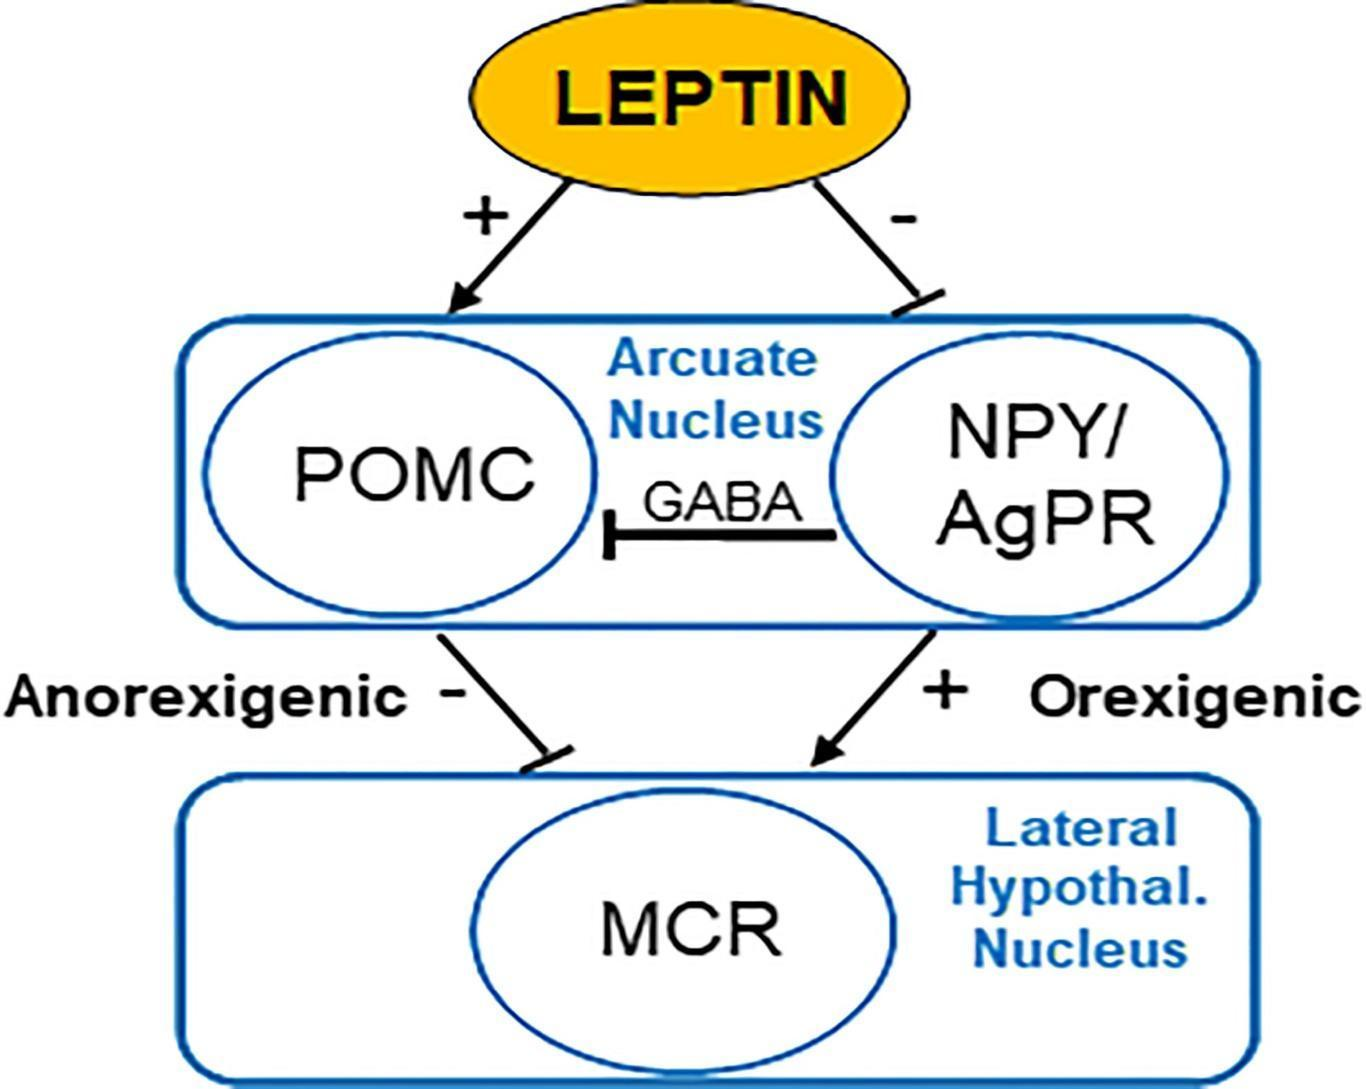 LEPTIN
+
-
Arcuate
Nucleus
POMC
GABA
NPY/
AgPR
Anorexigenic -
+ Orexigenic
MCR
Lateral
Hypothal.
Nucleus